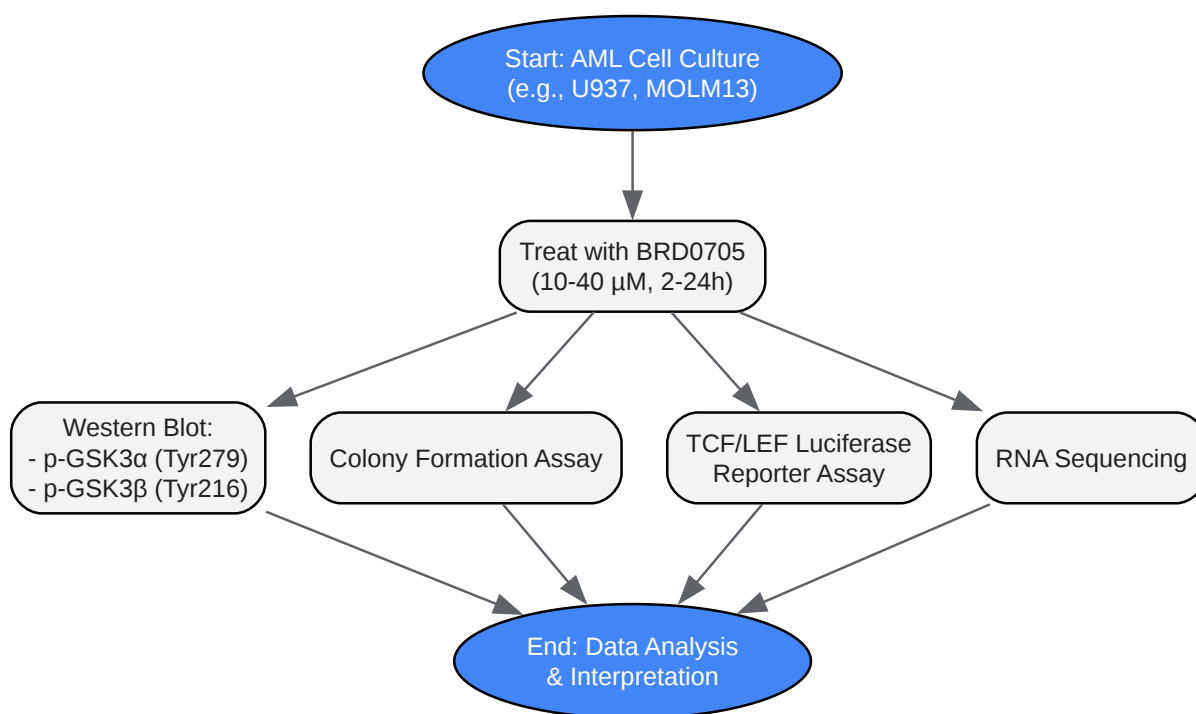 Start: AML Cell Culture
(e.g., U937, MOLM13)
Treat with BRD0705
(10-40 µM, 2-24h)
Western Blot:
- p-GSK3α (Tyr279)
- p-GSK3β (Tyr216)
Colony Formation Assay
TCF/LEF Luciferase
Reporter Assay
RNA Sequencing
End: Data Analysis
& Interpretation